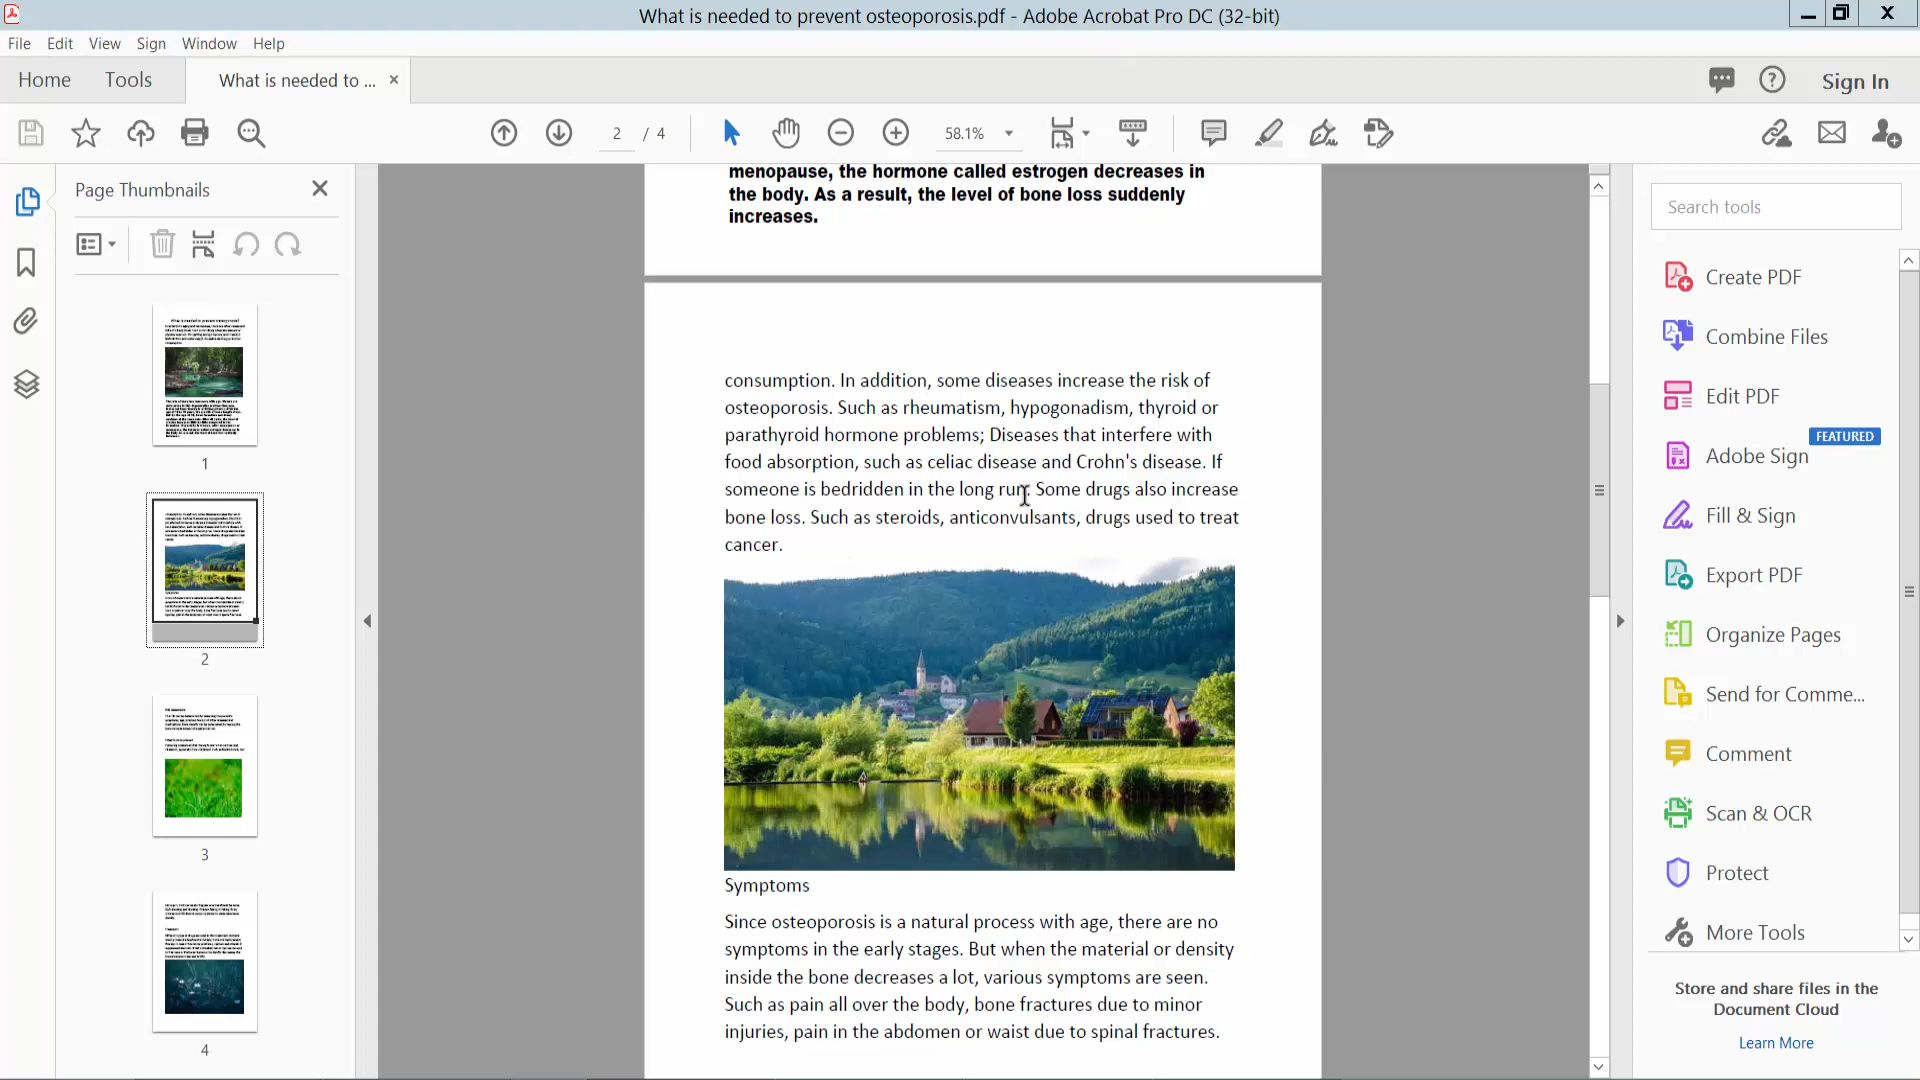 What is needed to prevent osteoporosis.pdf - Adobe Acrobat Pro DC (32-bit)
File Edit View Sign Window Help
Home Tools What is needed to ... Sign In
2 / 4 58.1%
Page Thumbnails
1
2
3
4
menopause, the hormone called estrogen decreases in
the body. As a result, the level of bone loss suddenly
increases.
consumption. In addition, some diseases increase the risk of
osteoporosis. Such as rheumatism, hypogonadism, thyroid or
parathyroid hormone problems; Diseases that interfere with
food absorption, such as celiac disease and Crohn's disease. If
someone is bedridden in the long run. Some drugs also increase
bone loss. Such as steroids, anticonvulsants, drugs used to treat
cancer.
Symptoms
Since osteoporosis is a natural process with age, there are no
symptoms in the early stages. But when the material or density
inside the bone decreases a lot, various symptoms are seen.
Such as pain all over the body, bone fractures due to minor
injuries, pain in the abdomen or waist due to spinal fractures.
Search tools
Create PDF
Combine Files
Edit PDF
FEATURED
Adobe Sign
Fill & Sign
Export PDF
Organize Pages
Send for Comme...
Comment
Scan & OCR
Protect
More Tools
Store and share files in the
Document Cloud
Learn More